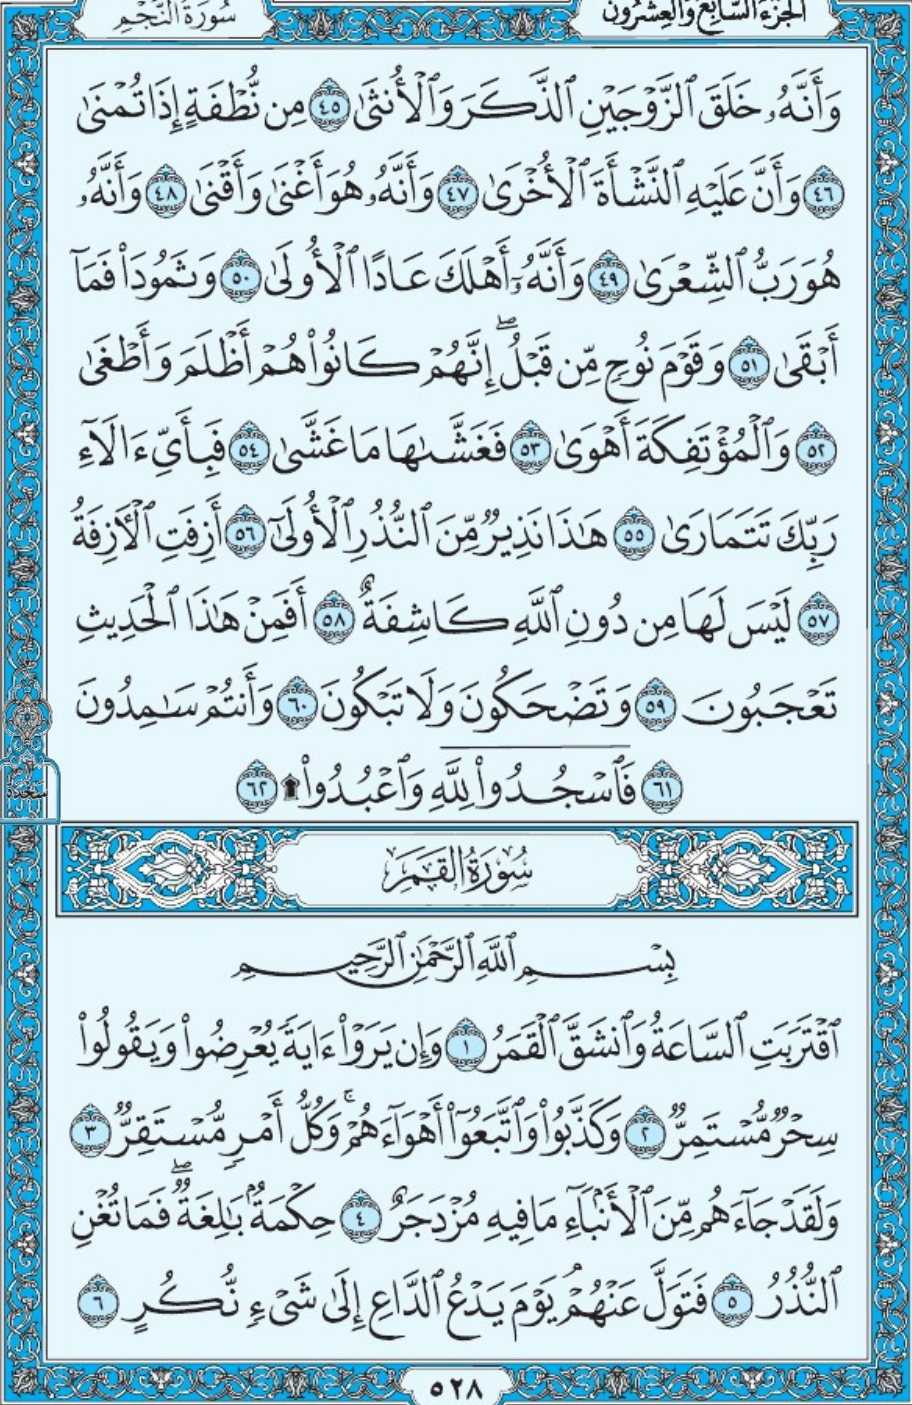 الجزء السابع والعشرون
سورة النجم
وَأَنَّهُۥ خَلَقَ ٱلزَّوْجَيْنِ ٱلذَّكَرَ وَٱلْأُنثَىٰ ٤٥ مِن نُّطْفَةٍ إِذَا تُمْنَىٰ
٤٦ وَأَنَّ عَلَيْهِ ٱلنَّشْأَةَ ٱلْأُخْرَىٰ ٤٧ وَأَنَّهُۥ هُوَ أَغْنَىٰ وَأَقْنَىٰ ٤٨ وَأَنَّهُۥ
هُوَ رَبُّ ٱلشِّعْرَىٰ ٤٩ وَأَنَّهُۥٓ أَهْلَكَ عَادًا ٱلْأُولَىٰ ٥٠ وَثَمُودَا۟ فَمَآ
أَبْقَىٰ ٥١ وَقَوْمَ نُوحٍ مِّن قَبْلُ ۖ إِنَّهُمْ كَانُوا۟ هُمْ أَظْلَمَ وَأَطْغَىٰ
٥٢ وَٱلْمُؤْتَفِكَةَ أَهْوَىٰ ٥٣ فَغَشَّىٰهَا مَا غَشَّىٰ ٥٤ فَبِأَىِّ ءَالَآءِ
رَبِّكَ تَتَمَارَىٰ ٥٥ هَٰذَا نَذِيرٌ مِّنَ ٱلنُّذُرِ ٱلْأُولَىٰٓ ٥٦ أَزِفَتِ ٱلْـَٔازِفَةُ
٥٧ لَيْسَ لَهَا مِن دُونِ ٱللَّهِ كَاشِفَةٌ ٥٨ أَفَمِنْ هَٰذَا ٱلْحَدِيثِ
تَعْجَبُونَ ٥٩ وَتَضْحَكُونَ وَلَا تَبْكُونَ ٦٠ وَأَنتُمْ سَٰمِدُونَ
٦١ فَٱسْجُدُوا۟ لِلَّهِ وَٱعْبُدُوا۟ ۩ ٦٢
سجدة
سُورَةُ القَمَرِ
بِسْمِ ٱللَّهِ ٱلرَّحْمَٰنِ ٱلرَّحِيمِ
ٱقْتَرَبَتِ ٱلسَّاعَةُ وَٱنشَقَّ ٱلْقَمَرُ ١ وَإِن يَرَوْا۟ ءَايَةً يُعْرِضُوا۟ وَيَقُولُوا۟
سِحْرٌ مُّسْتَمِرٌّ ٢ وَكَذَّبُوا۟ وَٱتَّبَعُوٓا۟ أَهْوَآءَهُمْ ۚ وَكُلُّ أَمْرٍ مُّسْتَقِرٌّ ٣
وَلَقَدْ جَآءَهُم مِّنَ ٱلْأَنۢبَآءِ مَا فِيهِ مُزْدَجَرٌ ٤ حِكْمَةٌۢ بَٰلِغَةٌ ۖ فَمَا تُغْنِ
ٱلنُّذُرُ ٥ فَتَوَلَّ عَنْهُمْ ۘ يَوْمَ يَدْعُ ٱلدَّاعِ إِلَىٰ شَىْءٍ نُّكُرٍ ٦
٥٢٨